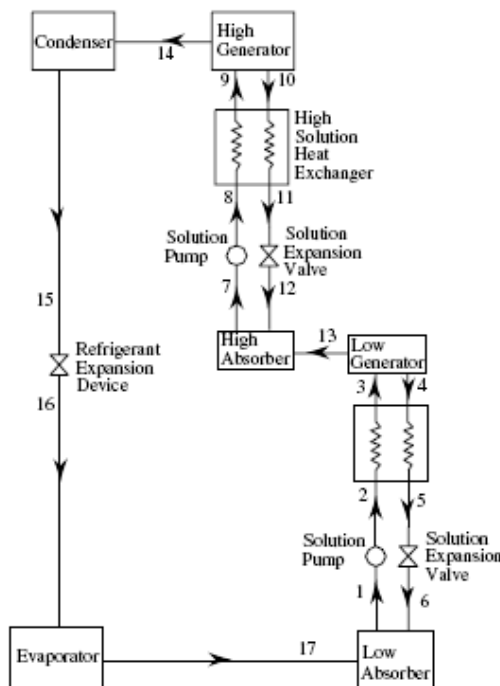 Condenser
14
High
Generator
9
10
High
Solution
Heat
Exchanger
8
11
Solution
Pump
Solution
Expansion
Valve
7
12
15
13
High
Absorber
Low
Generator
Refrigerant
Expansion
Device
16
3
4
2
5
Solution
Pump
Solution
Expansion
Valve
1
6
Evaporator
17
Low
Absorber